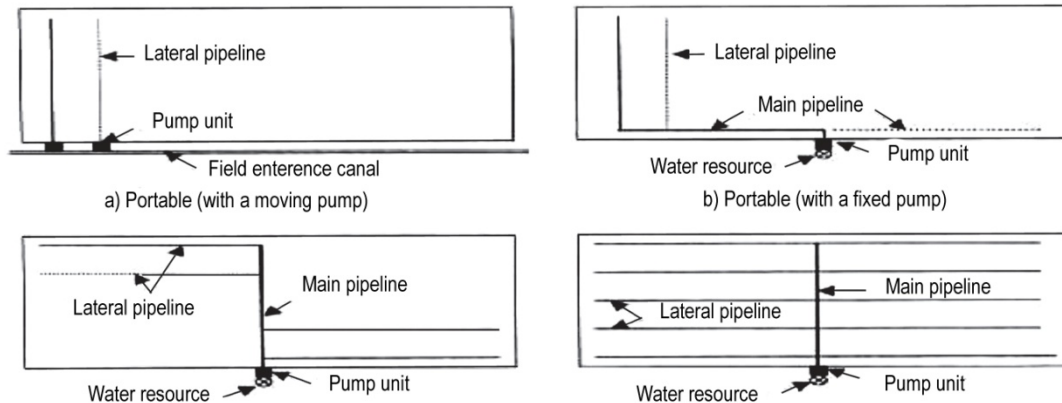 Lateral pipeline
Pump unit
Field enterence canal
a) Portable (with a moving pump)
Lateral pipeline
Main pipeline
Water resource
Pump unit
b) Portable (with a fixed pump)
Lateral pipeline
Main pipeline
Water resource
Pump unit
Main pipeline
Lateral pipeline
Water resource
Pump unit